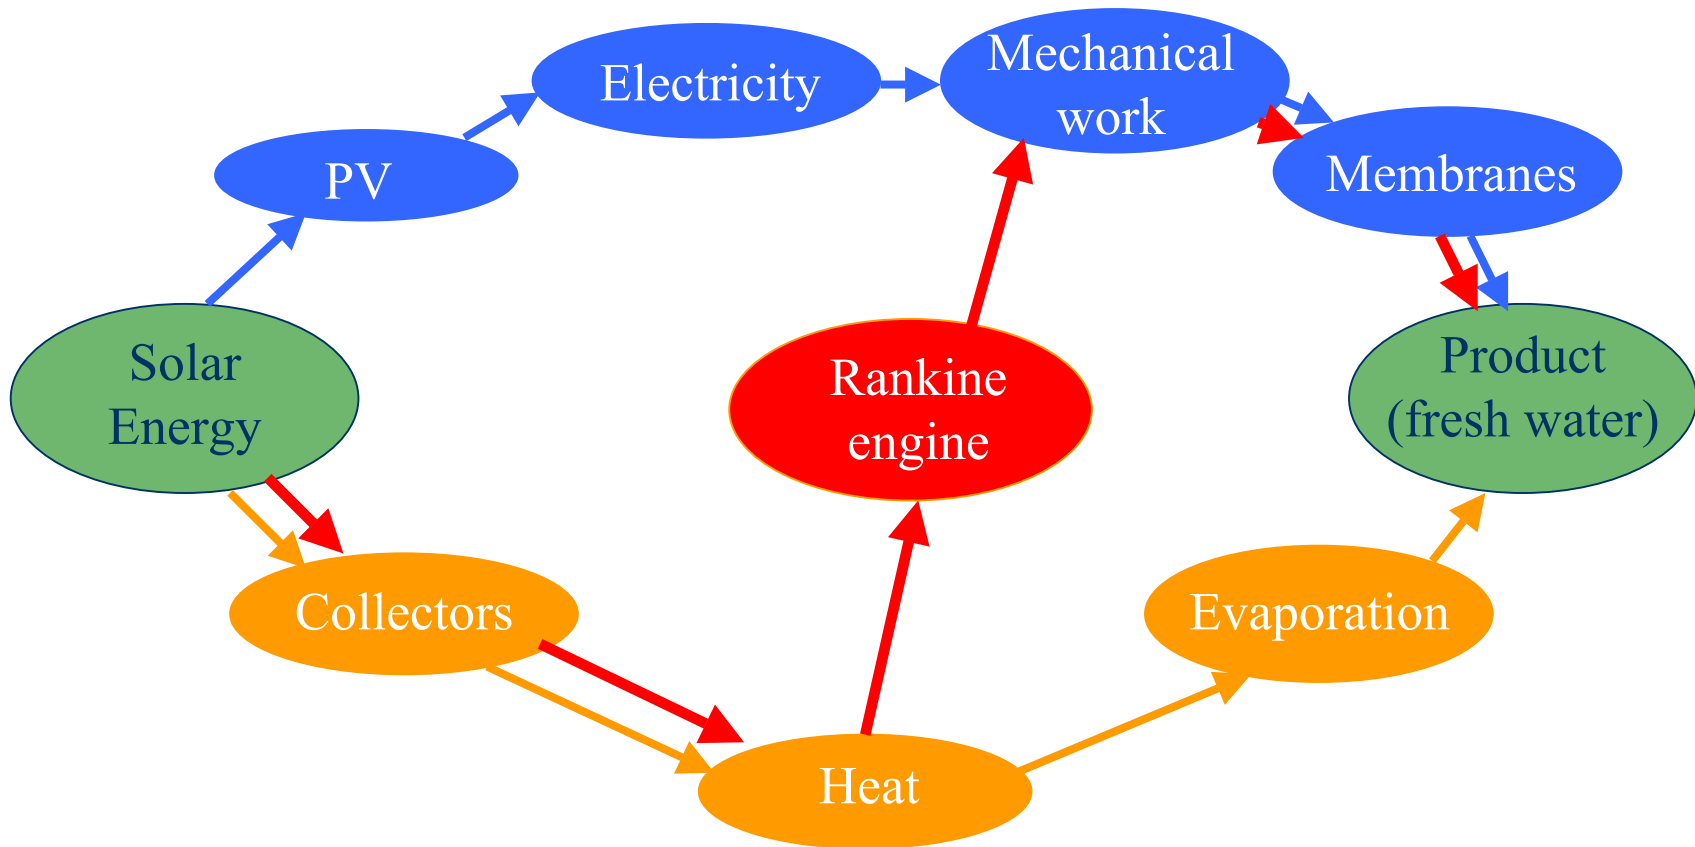 Mechanical
work
Electricity
PV
Membranes
Solar
Energy
Rankine
engine
Product
(fresh water)
Collectors
Evaporation
Heat